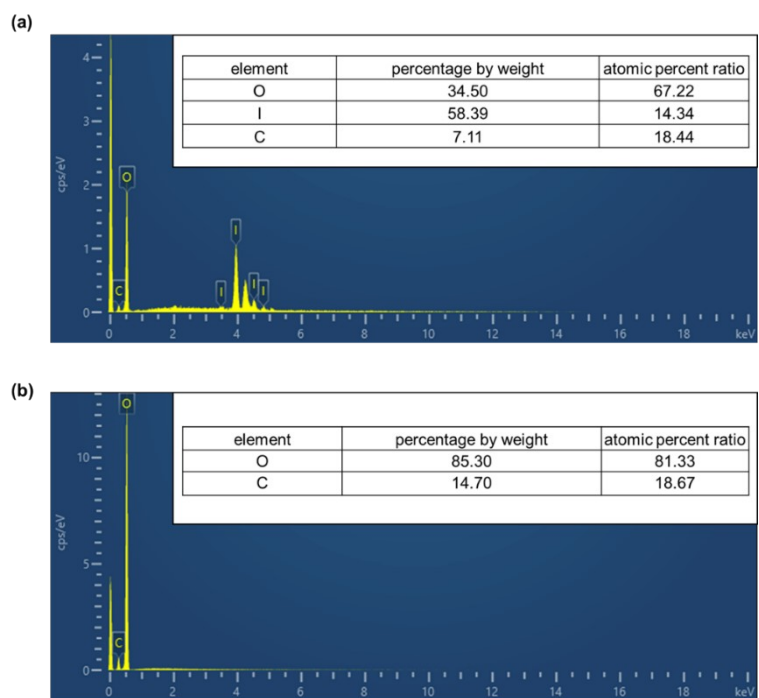 (a)
element percentage by weight atomic percent ratio
O 34.50 67.22
I 58.39 14.34
C 7.11 18.44
cps/eV
4
3
2
1
0
C O I I I I
0 2 4 6 8 10 12 14 16 18 keV
(b)
element percentage by weight atomic percent ratio
O 85.30 81.33
C 14.70 18.67
cps/eV
10
5
0
C O
0 2 4 6 8 10 12 14 16 18 keV